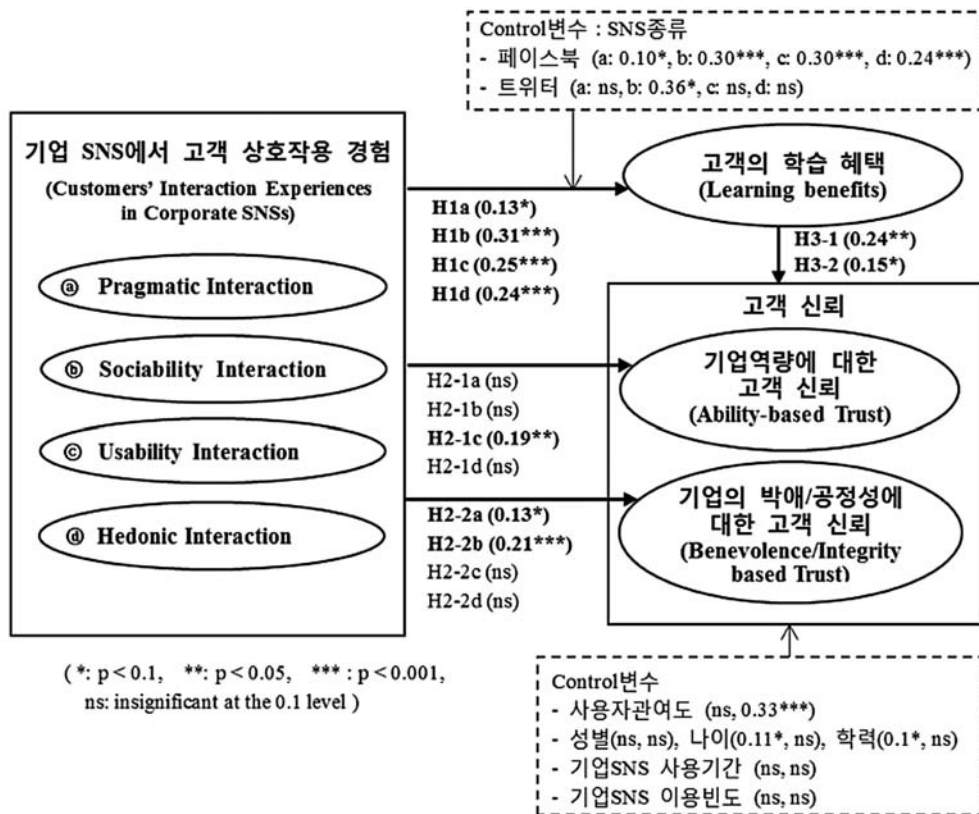 Control변수 : SNS종류
- 페이스북 (a: 0.10*, b: 0.30***, c: 0.30***, d: 0.24***)
- 트위터 (a: ns, b: 0.36*, c: ns, d: ns)
기업 SNS에서 고객 상호작용 경험
(Customers' Interaction Experiences
in Corporate SNSs)
ⓐ Pragmatic Interaction
ⓑ Sociability Interaction
ⓒ Usability Interaction
ⓓ Hedonic Interaction
H1a (0.13*)
H1b (0.31***)
H1c (0.25***)
H1d (0.24***)
고객의 학습 혜택
(Learning benefits)
H3-1 (0.24**)
H3-2 (0.15*)
고객 신뢰
H2-1a (ns)
H2-1b (ns)
H2-1c (0.19**)
H2-1d (ns)
기업역량에 대한
고객 신뢰
(Ability-based Trust)
H2-2a (0.13*)
H2-2b (0.21***)
H2-2c (ns)
H2-2d (ns)
기업의 박애/공정성에
대한 고객 신뢰
(Benevolence/Integrity
based Trust)
( *: p < 0.1, **: p < 0.05, *** : p < 0.001,
ns: insignificant at the 0.1 level )
Control변수
- 사용자관여도 (ns, 0.33***)
- 성별(ns, ns), 나이(0.11*, ns), 학력(0.1*, ns)
- 기업SNS 사용기간 (ns, ns)
- 기업SNS 이용빈도 (ns, ns)